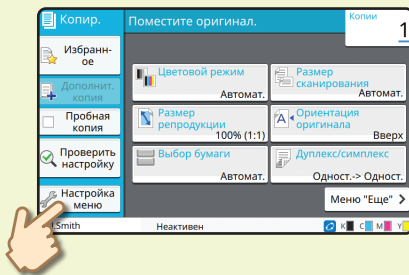 Копир.
Поместите оригинал.
Копии
1
Избранн-
ое
Дополнит.
копия
Пробная
копия
Проверить
настройку
Настройка
меню
Цветовой режим
Автомат.
Размер
сканирования
Автомат.
Размер
репродукции
100% (1:1)
Ориентация
оригинала
Вверх
Выбор бумаги
Автомат.
Дуплекс/симплекс
Одност.-> Одност.
Меню "Еще" >
.Smith
Неактивен
K C M Y